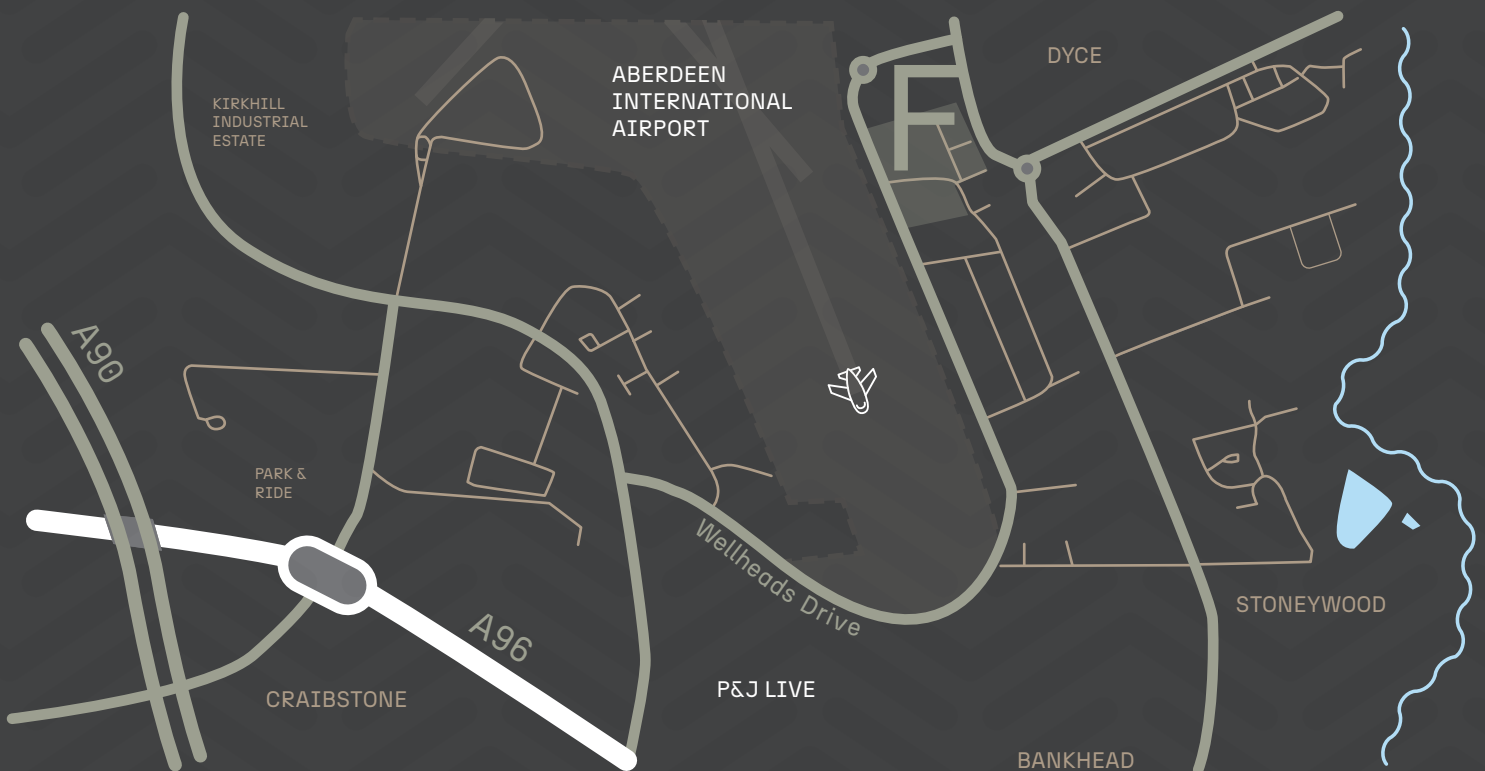 DYCE
ABERDEEN
INTERNATIONAL
AIRPORT
F
KIRKHILL
INDUSTRIAL
ESTATE
A90
PARK &
RIDE
Wellheads Drive
A96
STONEYWOOD
P&J LIVE
CRAIBSTONE
BANKHEAD